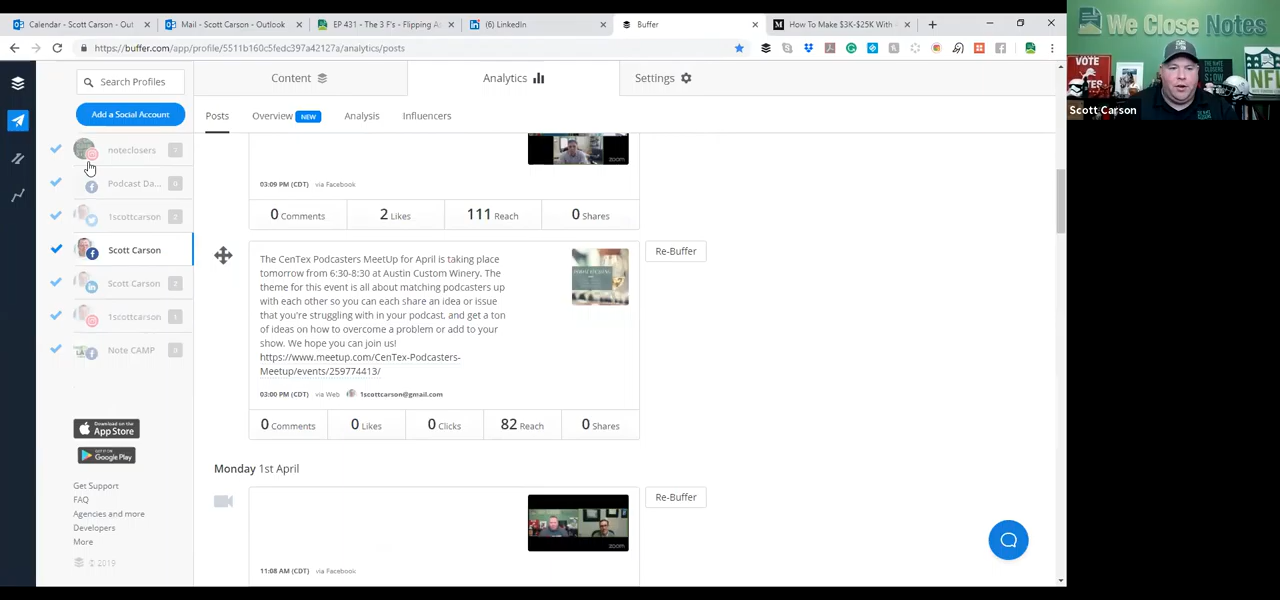 Calendar - Scott Carson - Out
Mail - Scott Carson - Outlook
EP 431 - The 3 F's - Flipping A
(6) LinkedIn
Buffer
How To Make $3K-$25K With
https://buffer.com/app/profile/5511b160c5fedc397a42127a/analytics/posts
We Close Notes
VOTE
NFL
Scott Carson
Search Profiles
Content
Analytics
Settings
Add a Social Account
Posts
Overview NEW
Analysis
Influencers
noteclosers
Podcast Da... 0
1scottcarson 2
Scott Carson
Scott Carson 2
1scottcarson 1
Note CAMP 0
zoom
03:09 PM (CDT) via Facebook
0 Comments
2 Likes
111 Reach
0 Shares
Re-Buffer
The CenTex Podcasters MeetUp for April is taking place
tomorrow from 6:30-8:30 at Austin Custom Winery. The
theme for this event is all about matching podcasters up
with each other so you can each share an idea or issue
that you're struggling with in your podcast, and get a ton
of ideas on how to overcome a problem or add to your
show. We hope you can join us!
https://www.meetup.com/CenTex-Podcasters-
Meetup/events/259774413/
03:00 PM (CDT) via Web 1scottcarson@gmail.com
0 Comments
0 Likes
0 Clicks
82 Reach
0 Shares
Monday 1st April
Re-Buffer
zoom
11:08 AM (CDT) via Facebook
Download on the
App Store
GET IT ON
Google Play
Get Support
FAQ
Agencies and more
Developers
More
© 2019